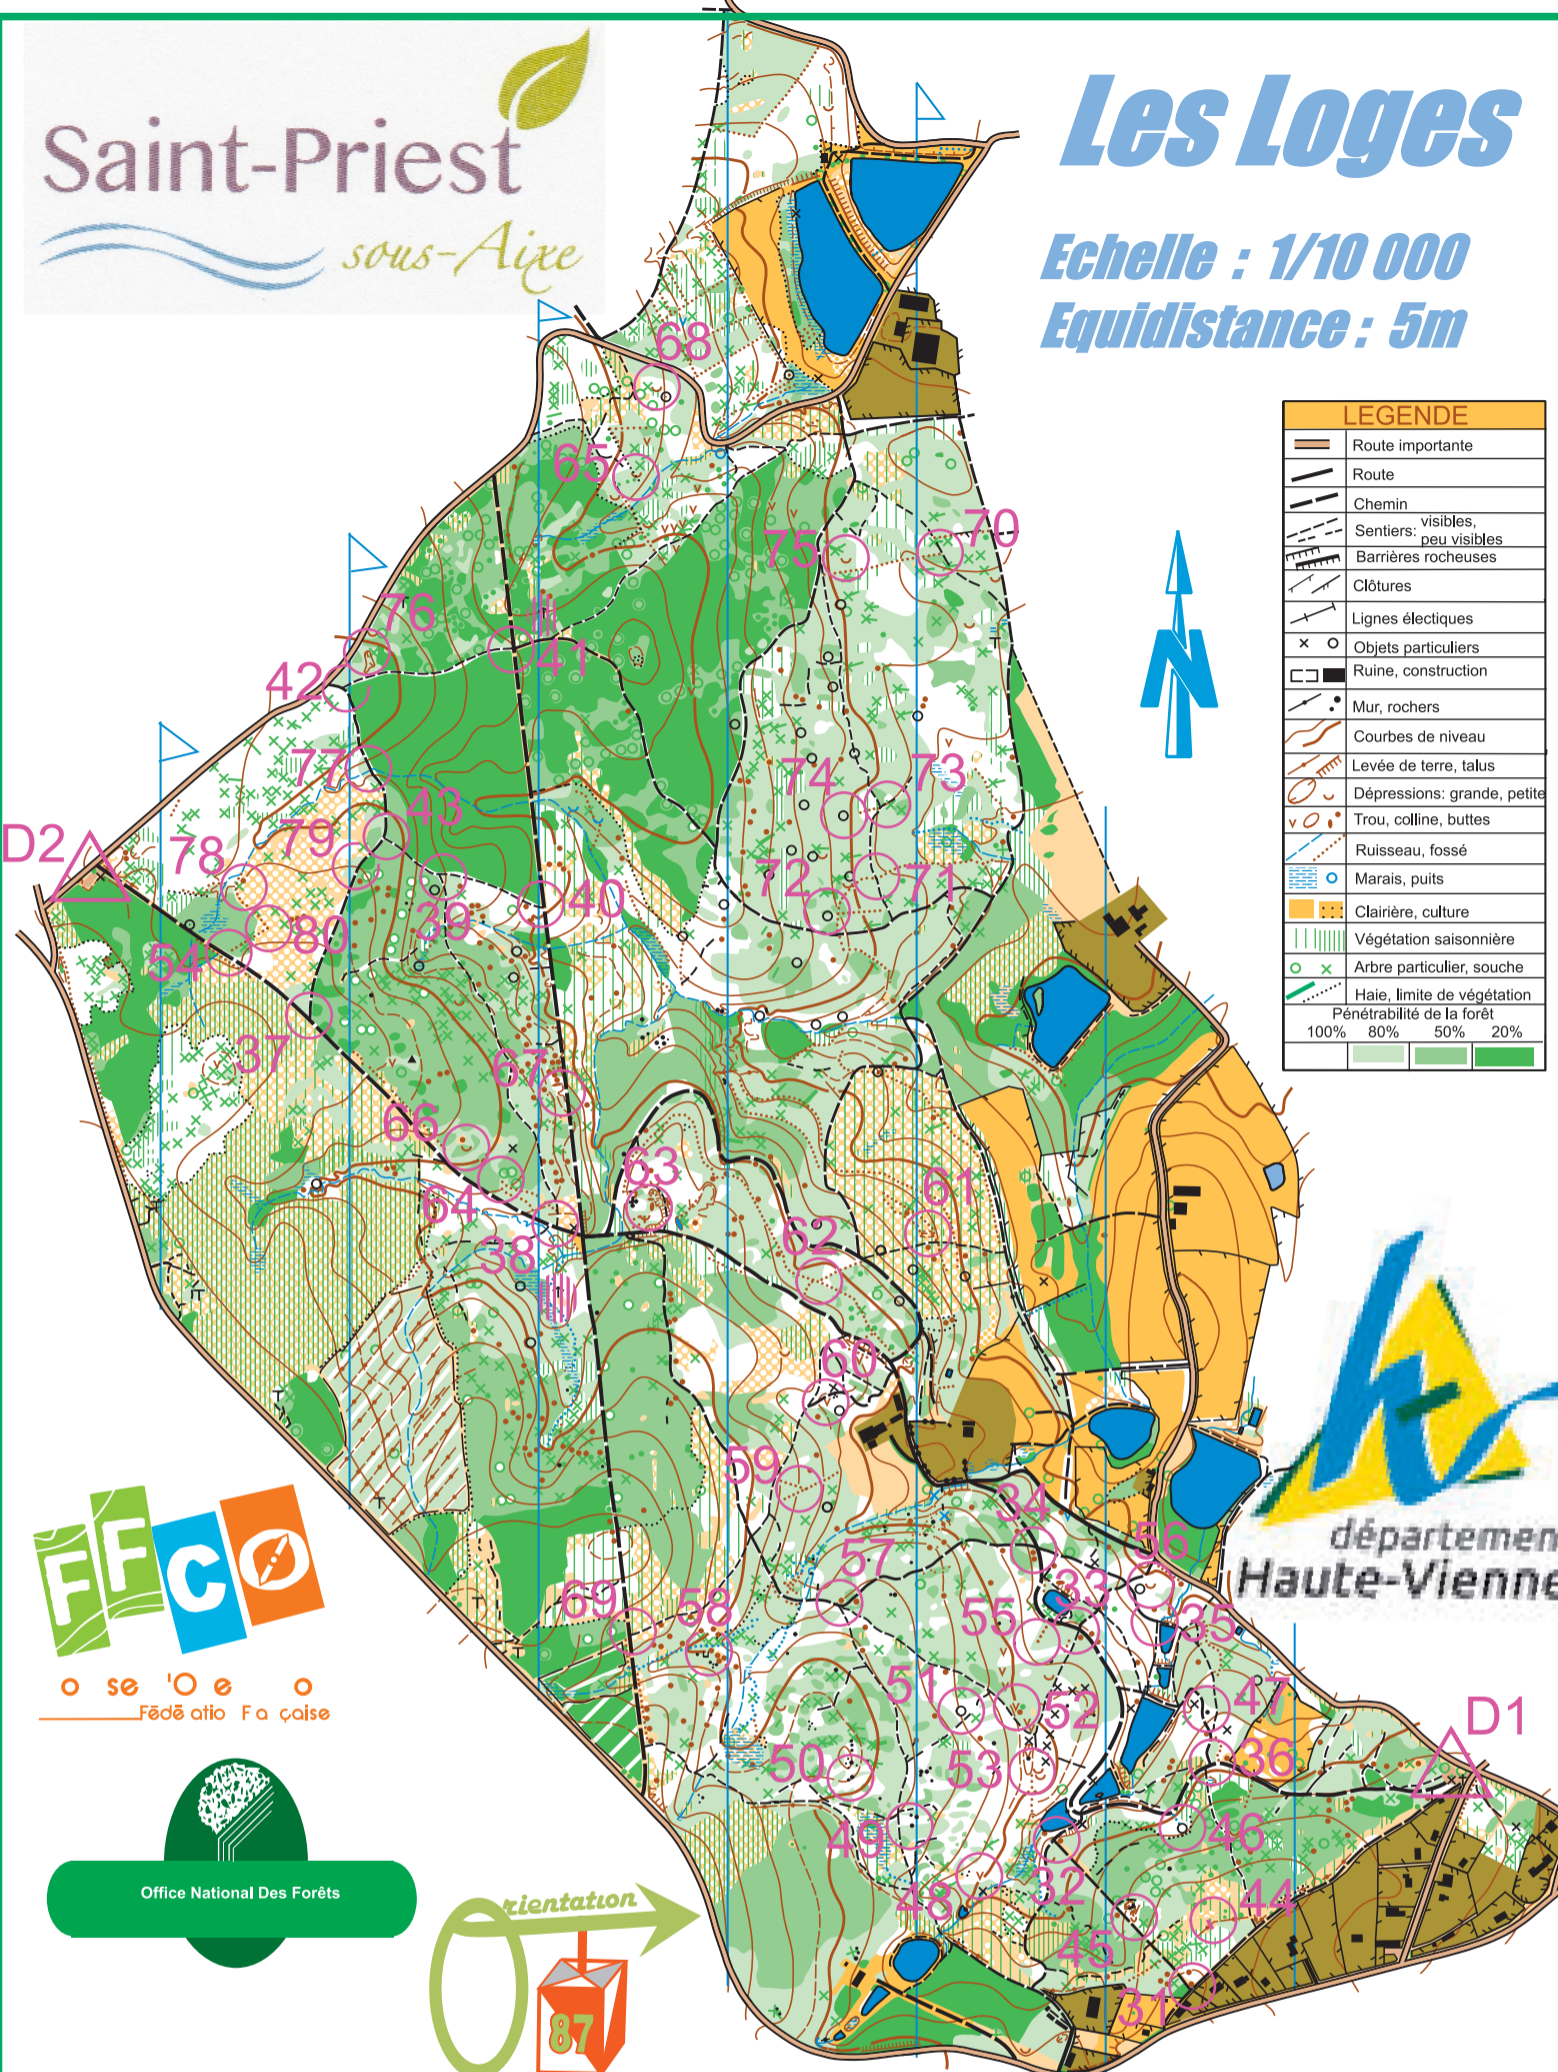 Saint-Priest
sous-Aixe
Les Loges
Echelle : 1/10 000
Equidistance : 5m
LEGENDE
Route importante
Route
Chemin
Sentiers: visibles,
peu visibles
Barrières rocheuses
Clôtures
Lignes électiques
Objets particuliers
Ruine, construction
Mur, rochers
Courbes de niveau
Levée de terre, talus
Dépressions: grande, petite
Trou, colline, buttes
Ruisseau, fossé
Marais, puits
Clairière, culture
Végétation saisonnière
Arbre particulier, souche
Haie, limite de végétation
Pénétrabilité de la forêt
100% 80% 50% 20%
N
68
65
75
70
76
41
42
77
74
73
43
D2
78
79
72
71
39
40
80
54
37
67
66
63
64
61
62
38
60
59
34
56
57
33
69
58
55
35
51
52
47
D1
50
53
36
49
46
48
32
44
45
31
département
Haute-Vienne
FFCO
o se 'O e o
Fédé atio F a çaise
Office National Des Forêts
rientation
87